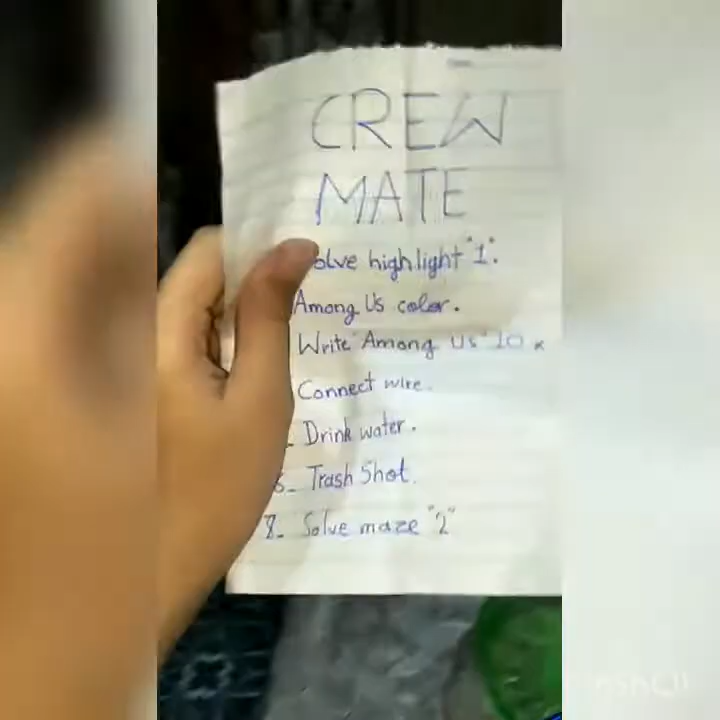 CREW
MATE
olve highlight "1".
Among Us color.
Write "Among Us" 10 x
Connect wire.
- Drink water.
6- Trash Shot.
8- Solve maze "2"